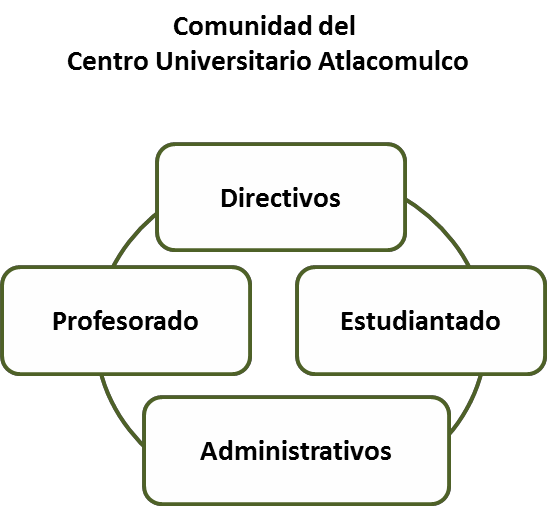 Comunidad del
Centro Universitario Atlacomulco
Directivos
Profesorado
Estudiantado
Administrativos